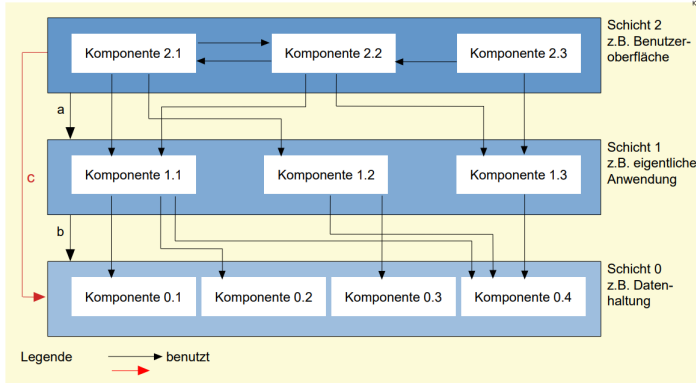 K
Schicht 2
z.B. Benutzer-
oberfläche
Komponente 2.1
Komponente 2.2
Komponente 2.3
a
Schicht 1
z.B. eigentliche
Anwendung
Komponente 1.1
Komponente 1.2
Komponente 1.3
c
b
Schicht 0
z.B. Daten-
haltung
Komponente 0.1
Komponente 0.2
Komponente 0.3
Komponente 0.4
Legende
benutzt